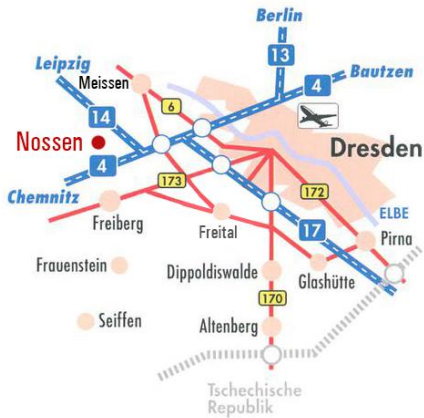 Berlin
13
Leipzig
4
Bautzen
Meissen
6
14
Nossen
Dresden
4
173
172
Chemnitz
Freiberg
Freital
17
ELBE
Pirna
Frauenstein
Dippoldiswalde
Glashütte
170
Seiffen
Altenberg
Tschechische
Republik